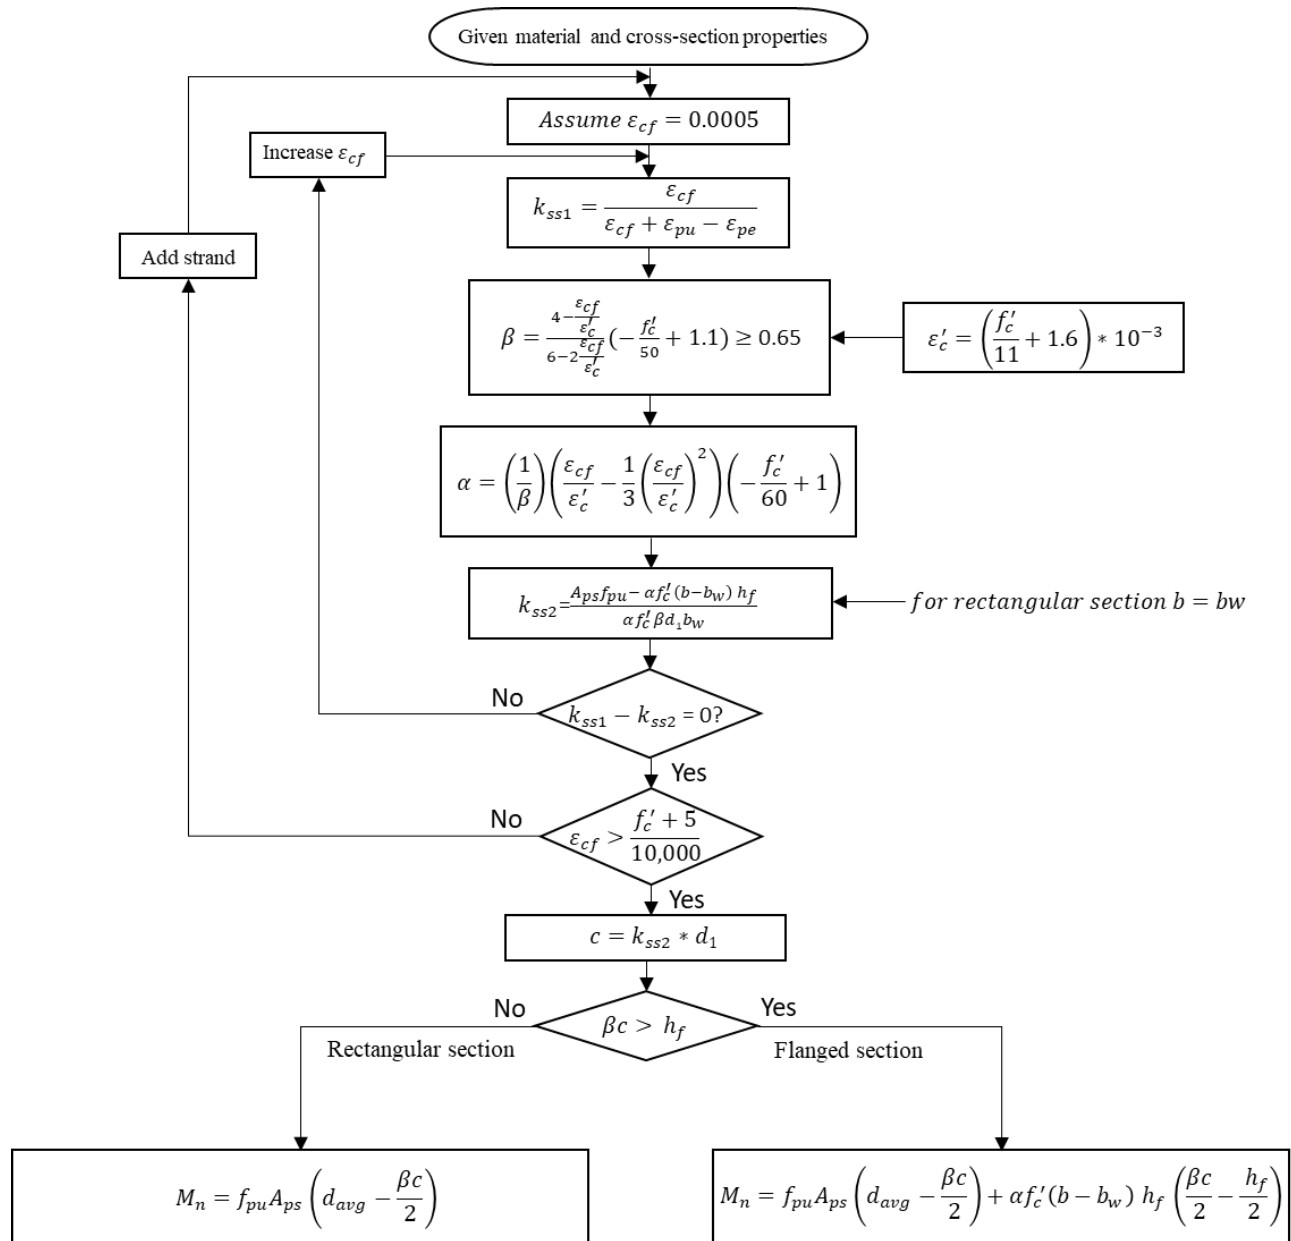 Given material and cross-section properties
Assume ε_cf = 0.0005
Increase ε_cf
k_ss1 = ε_cf / (ε_cf + ε_pu − ε_pe)
Add strand
β = (4 − ε_cf/ε′_c) / (6 − 2 ε_cf/ε′_c) (− f′_c/50 + 1.1) ≥ 0.65
ε′_c = (f′_c/11 + 1.6) * 10^−3
α = (1/β) (ε_cf/ε′_c − 1/3 (ε_cf/ε′_c)^2) (− f′_c/60 + 1)
k_ss2 = (A_ps f_pu − α f′_c (b − b_w) h_f) / (α f′_c β d_1 b_w)
for rectangular section b = bw
No
k_ss1 − k_ss2 = 0?
Yes
No
ε_cf > (f′_c + 5) / 10,000
Yes
c = k_ss2 * d_1
No
βc > h_f
Yes
Rectangular section
Flanged section
M_n = f_pu A_ps (d_avg − βc/2)
M_n = f_pu A_ps (d_avg − βc/2) + α f′_c (b − b_w) h_f (βc/2 − h_f/2)